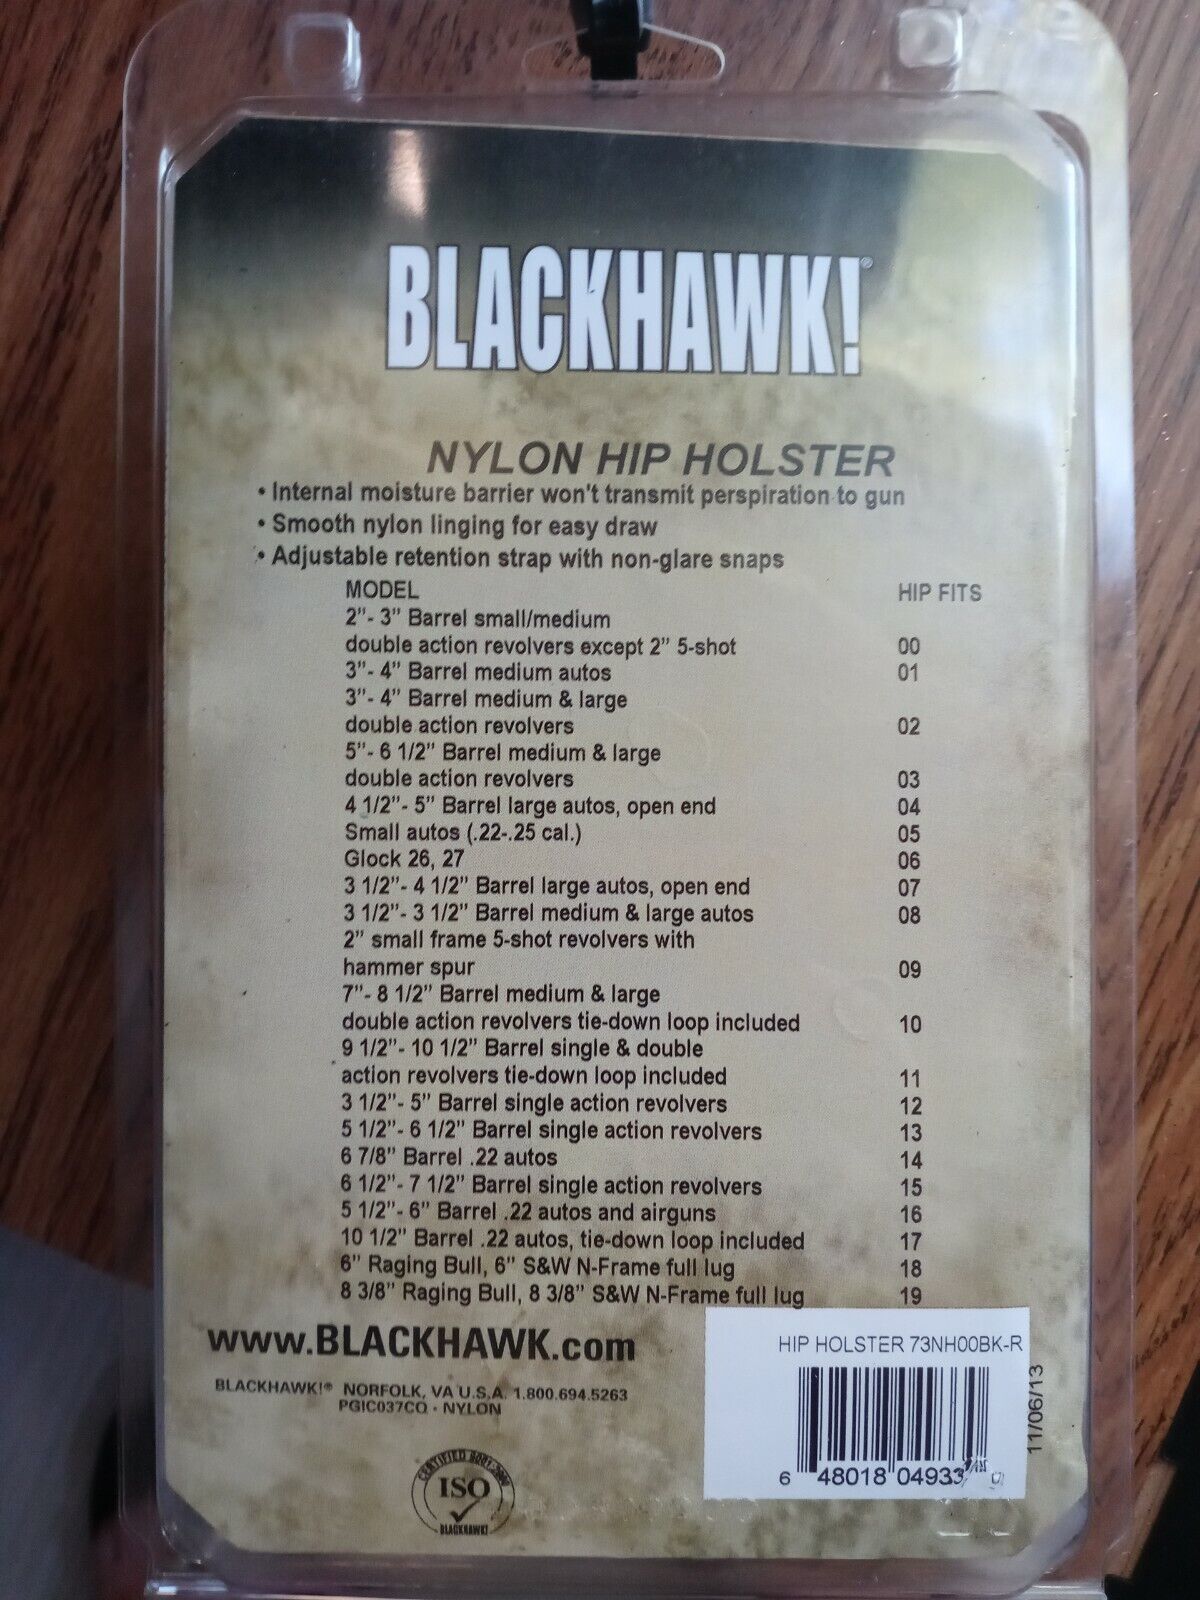 BLACKHAWK!®
NYLON HIP HOLSTER
• Internal moisture barrier won't transmit perspiration to gun
• Smooth nylon linging for easy draw
• Adjustable retention strap with non-glare snaps
MODEL HIP FITS
2”- 3” Barrel small/medium
double action revolvers except 2” 5-shot 00
3”- 4” Barrel medium autos 01
3”- 4” Barrel medium & large
double action revolvers 02
5”- 6 1/2” Barrel medium & large
double action revolvers 03
4 1/2”- 5” Barrel large autos, open end 04
Small autos (.22-.25 cal.) 05
Glock 26, 27 06
3 1/2”- 4 1/2” Barrel large autos, open end 07
3 1/2”- 3 1/2” Barrel medium & large autos 08
2” small frame 5-shot revolvers with
hammer spur 09
7”- 8 1/2” Barrel medium & large
double action revolvers tie-down loop included 10
9 1/2”- 10 1/2” Barrel single & double
action revolvers tie-down loop included 11
3 1/2”- 5” Barrel single action revolvers 12
5 1/2”- 6 1/2” Barrel single action revolvers 13
6 7/8” Barrel .22 autos 14
6 1/2”- 7 1/2” Barrel single action revolvers 15
5 1/2”- 6” Barrel .22 autos and airguns 16
10 1/2” Barrel .22 autos, tie-down loop included 17
6” Raging Bull, 6” S&W N-Frame full lug 18
8 3/8” Raging Bull, 8 3/8” S&W N-Frame full lug 19
www.BLACKHAWK.com
BLACKHAWK!® NORFOLK, VA U.S.A. 1.800.694.5263
PGIC037CO - NYLON
CERTIFIED
ISO
BLACKHAWK!
HIP HOLSTER 73NH00BK-R
11/06/13
6 48018 04933